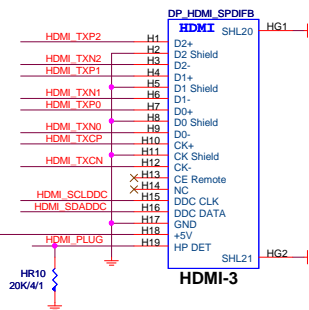 DP_HDMI_SPDIFB
HDMI
SHL20 HG1
HDMI_TXP2 H1 D2+
H2 D2 Shield
HDMI_TXN2 H3 D2-
HDMI_TXP1 H4 D1+
H5 D1 Shield
HDMI_TXN1 H6 D1-
HDMI_TXP0 H7 D0+
H8 D0 Shield
HDMI_TXN0 H9 D0-
HDMI_TXCP H10 CK+
H11 CK Shield
HDMI_TXCN H12 CK-
H13 CE Remote
H14 NC
HDMI_SCLDDC H15 DDC CLK
HDMI_SDADDC H16 DDC DATA
H17 GND
H18 +5V
HDMI_PLUG H19 HP DET
SHL21 HG2
HDMI-3
HR10
20K/4/1